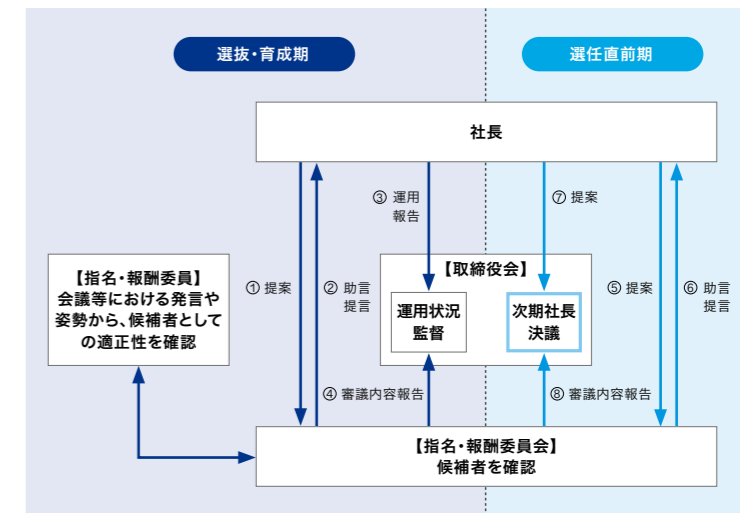 選抜・育成期
選任直前期
社長
③ 運用
報告
⑦ 提案
【指名・報酬委員】
会議等における発言や
姿勢から、候補者として
の適正性を確認
① 提案
② 助言
提言
【取締役会】
運用状況
監督
次期社長
決議
⑤ 提案
⑥ 助言
提言
④ 審議内容報告
⑧ 審議内容報告
【指名・報酬委員会】
候補者を確認